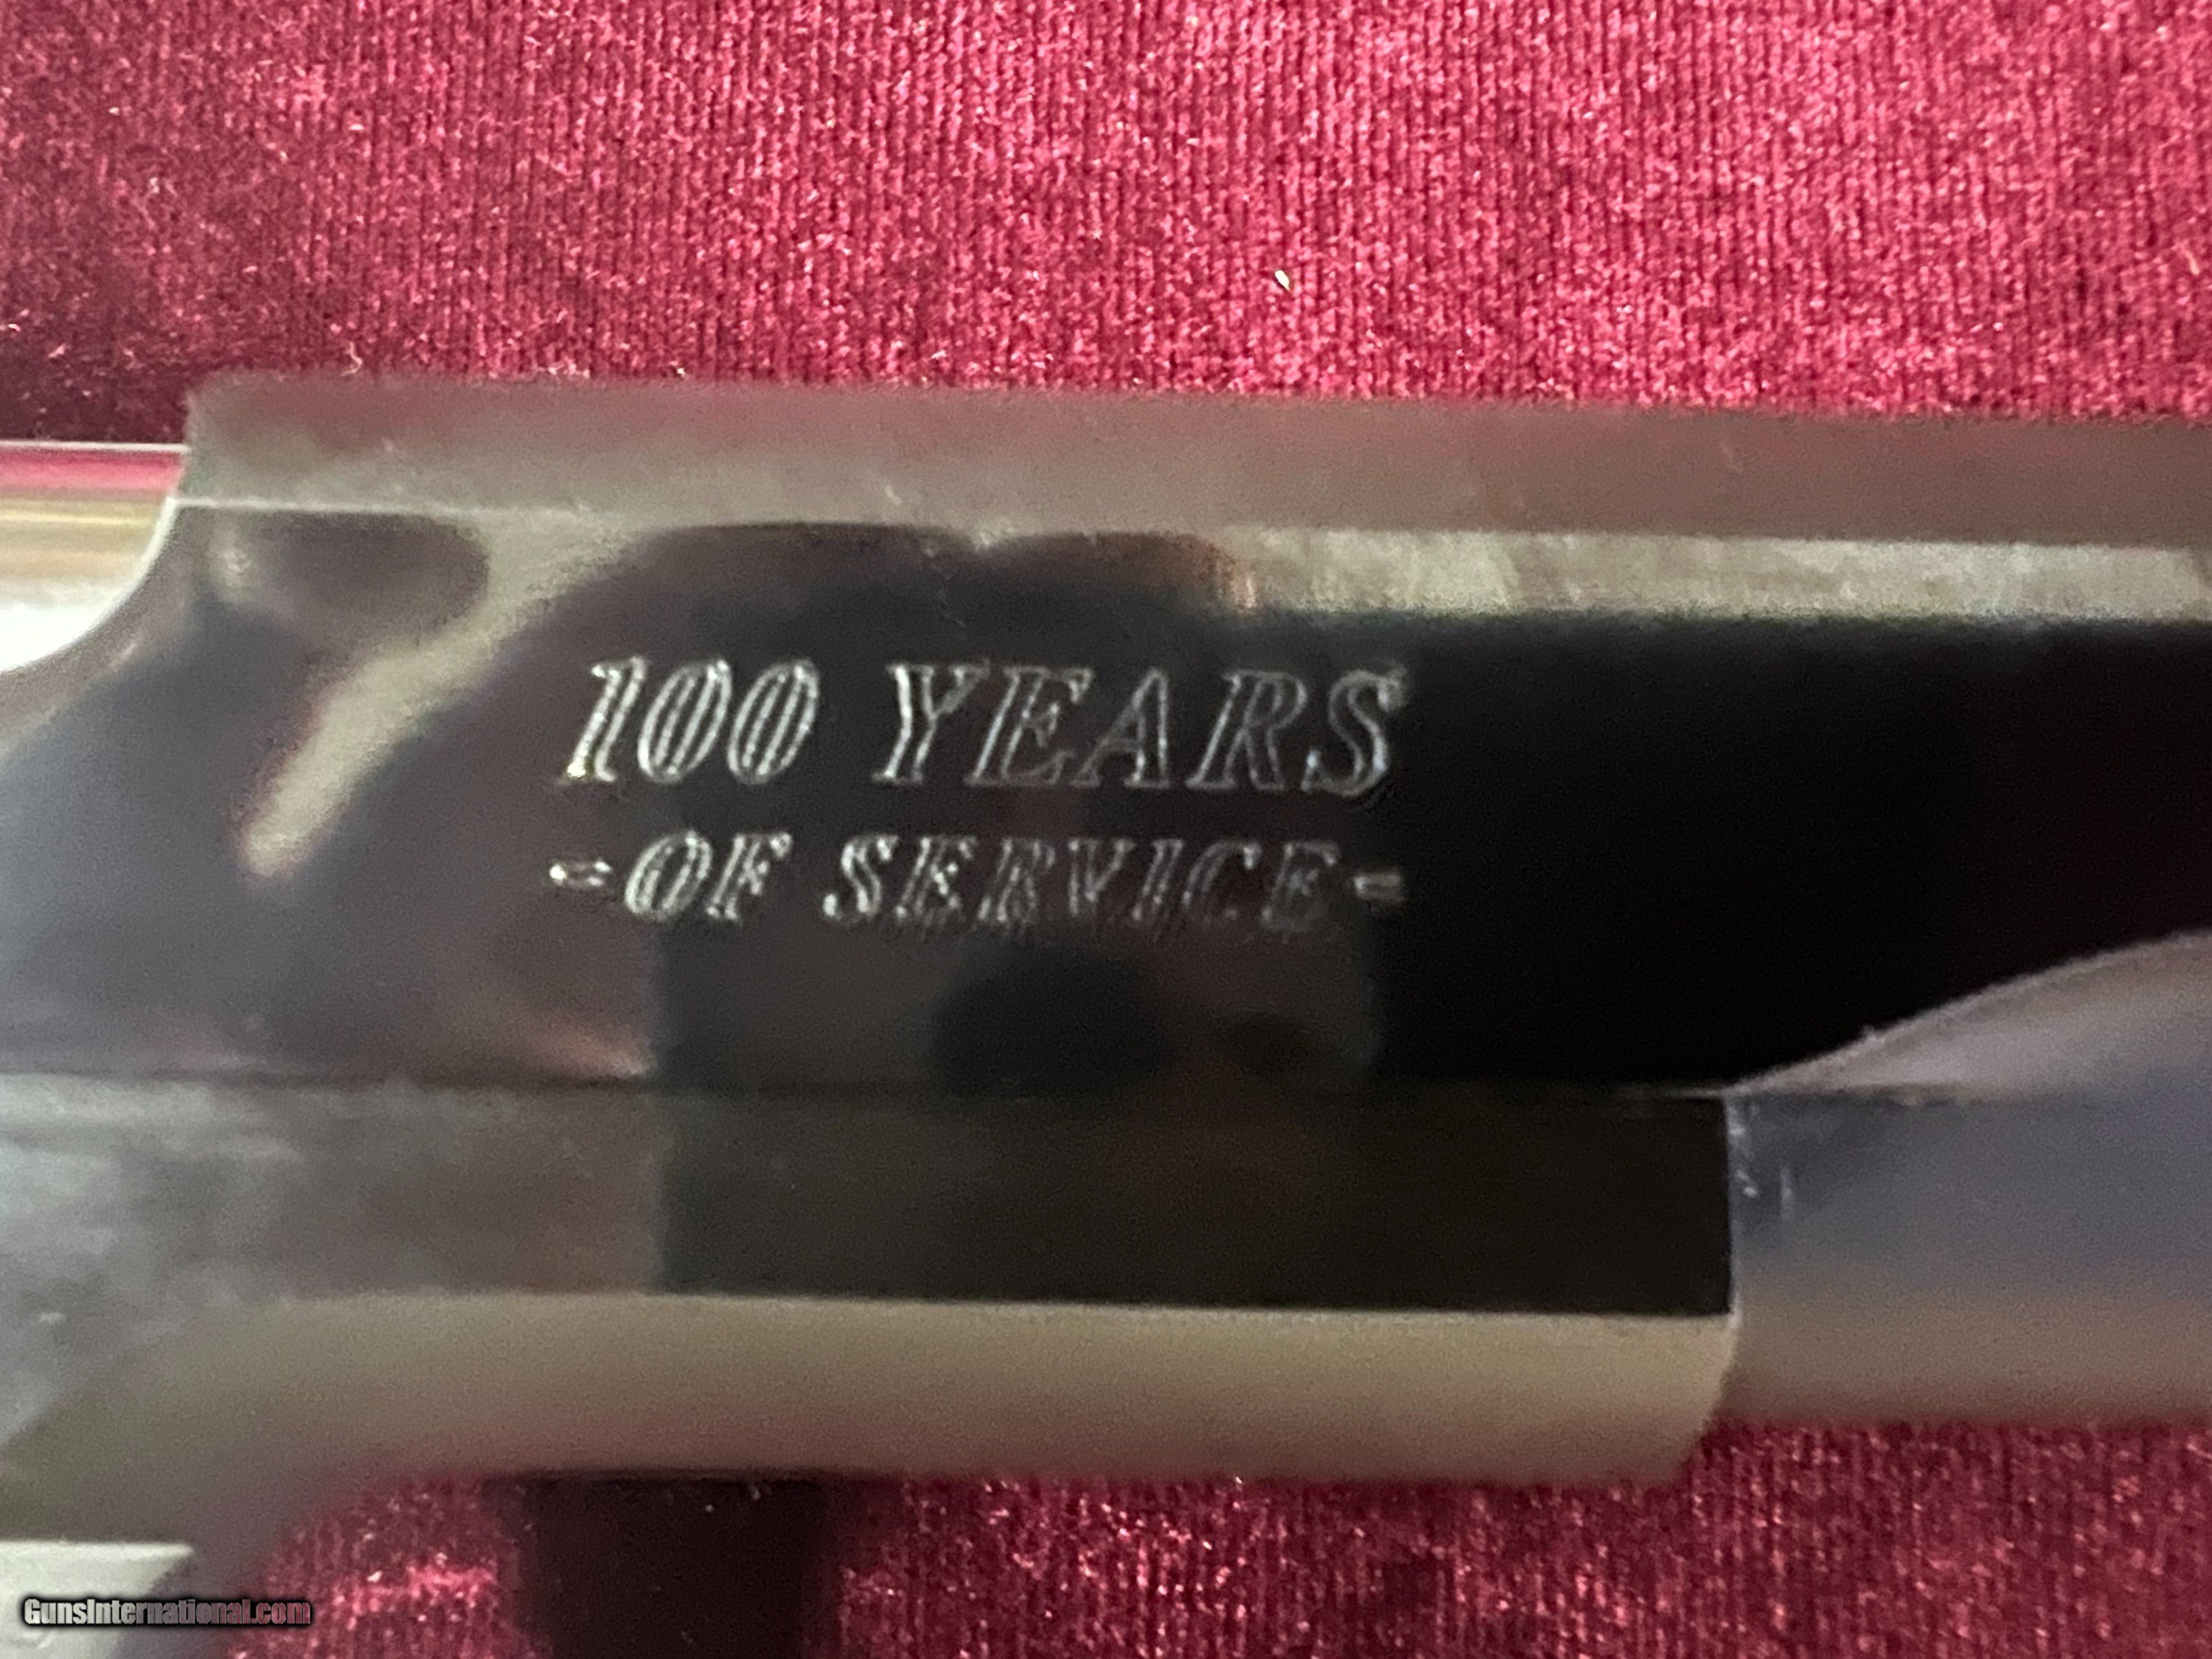 100 YEARS
-OF SERVICE-
GunsInternational.com